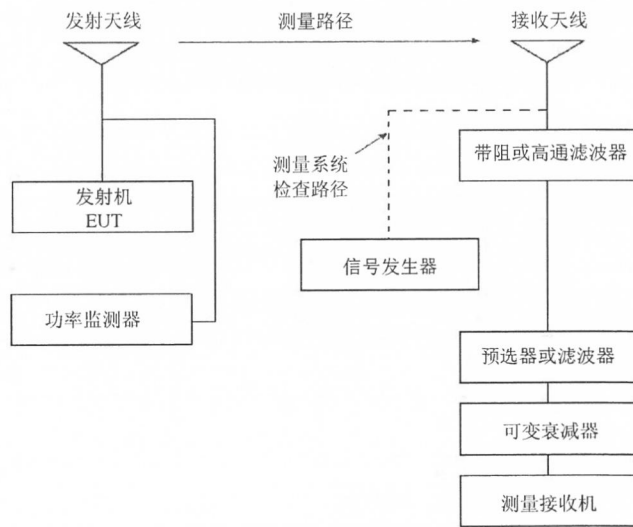 发射天线
测量路径
接收天线
带阻或高通滤波器
测量系统
检查路径
发射机
EUT
信号发生器
功率监测器
预选器或滤波器
可变衰减器
测量接收机